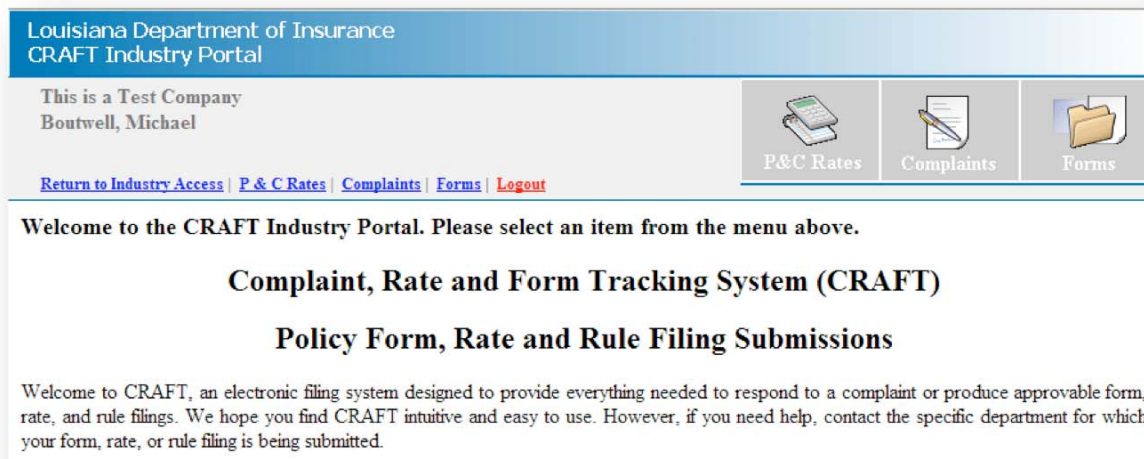 Louisiana Department of Insurance
CRAFT Industry Portal
This is a Test Company
Boutwell, Michael
P&C Rates
Complaints
Forms
Return to Industry Access | P & C Rates | Complaints | Forms | Logout
Welcome to the CRAFT Industry Portal. Please select an item from the menu above.
Complaint, Rate and Form Tracking System (CRAFT)
Policy Form, Rate and Rule Filing Submissions
Welcome to CRAFT, an electronic filing system designed to provide everything needed to respond to a complaint or produce approvable form,
rate, and rule filings. We hope you find CRAFT intuitive and easy to use. However, if you need help, contact the specific department for which
your form, rate, or rule filing is being submitted.